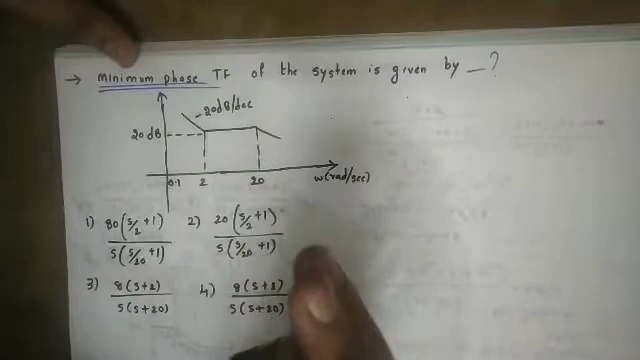 → Minimum phase TF of the system is given by — ?
-20dB/dec
20dB
0.1 2 20 ω(rad/sec)
1) 80(s/2+1) / s(s/20+1) 2) 20(s/2+1) / s(s/20+1)
3) 8(s+2) / s(s+20) 4) 8(s+ ) / s(s+20)